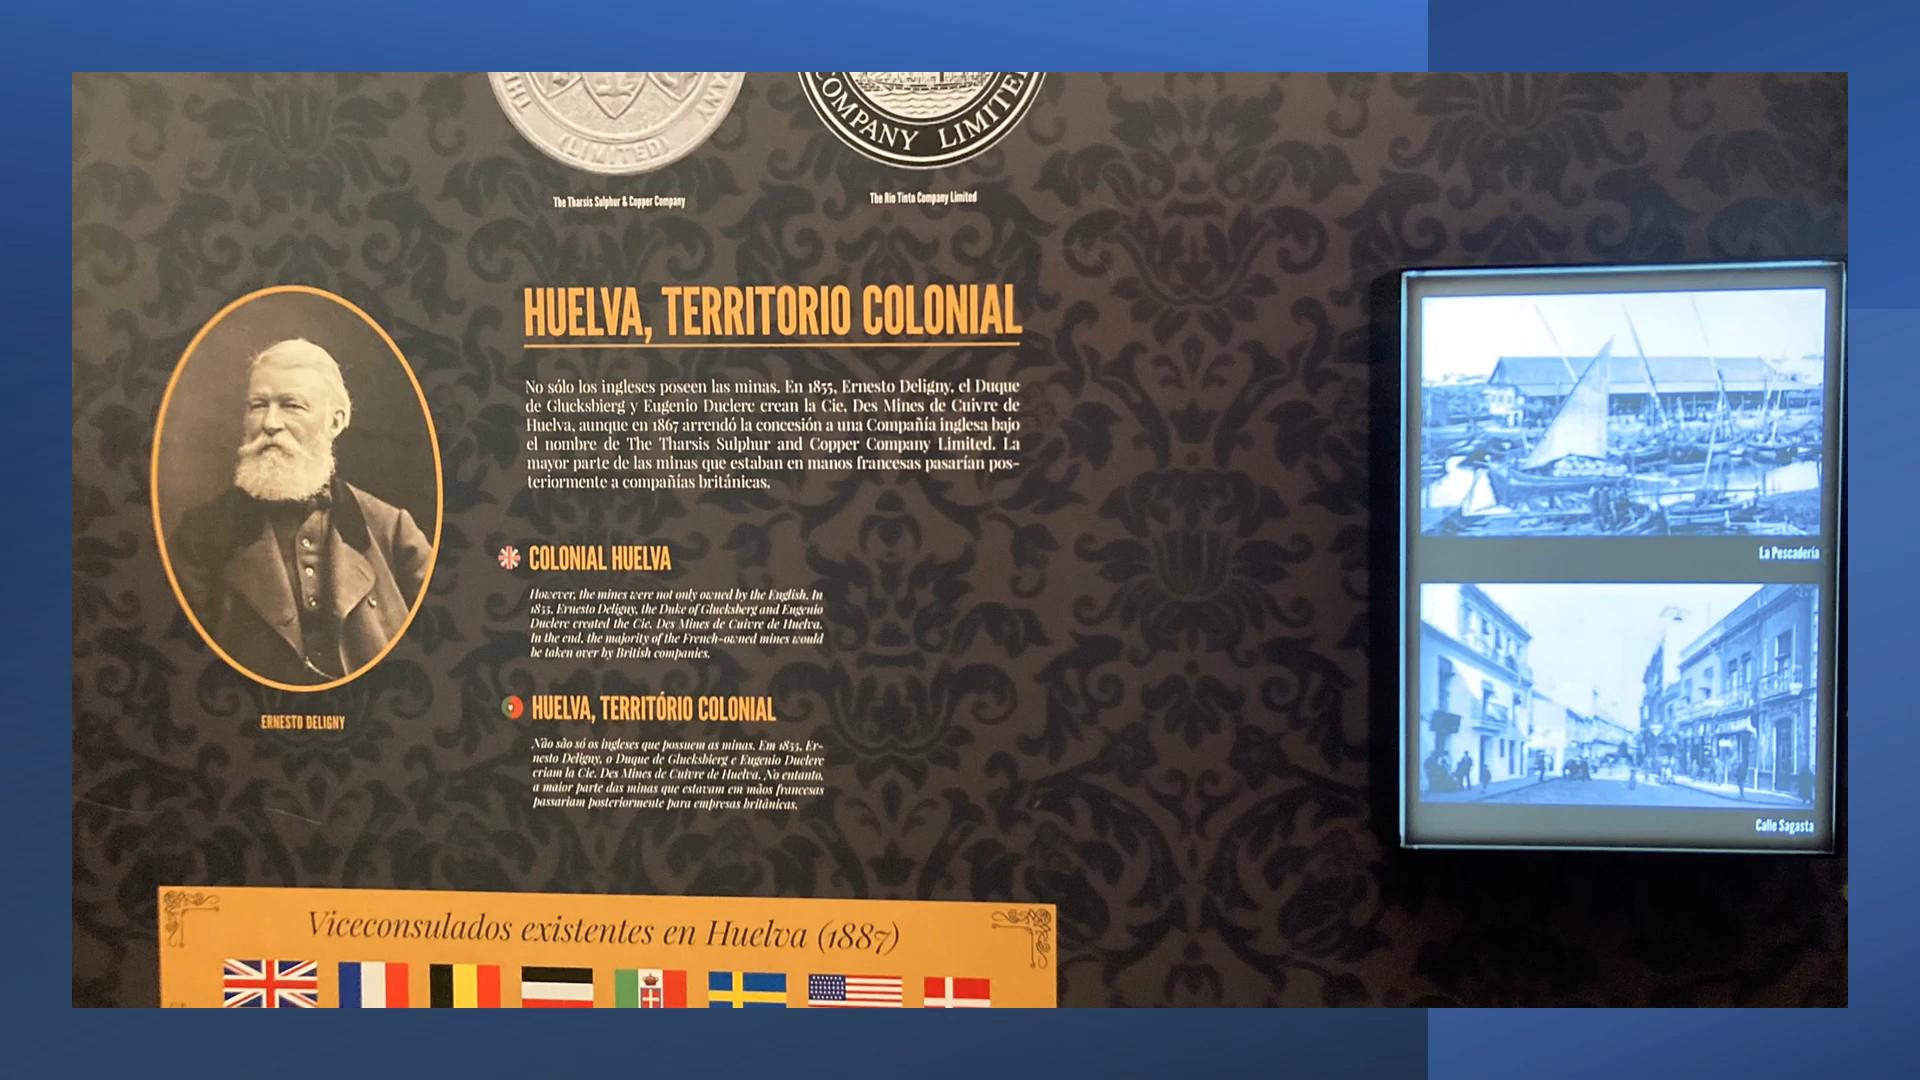 (LIMITED)
COMPANY LIMITE
The Tharsis Sulphur & Copper Company
The Rio Tinto Company Limited
HUELVA, TERRITORIO COLONIAL
No sólo los ingleses poseen las minas. En 1855, Ernesto Deligny, el Duque
de Glucksbierg y Eugenio Duclerc crean la Cie. Des Mines de Cuivre de
Huelva, aunque en 1867 arrendó la concesión a una Compañía inglesa bajo
el nombre de The Tharsis Sulphur and Copper Company Limited. La
mayor parte de las minas que estaban en manos francesas pasarían pos-
teriormente a compañías británicas.
COLONIAL HUELVA
However, the mines were not only owned by the English. In
1855, Ernesto Deligny, the Duke of Glucksberg and Eugenio
Duclerc created the Cie. Des Mines de Cuivre de Huelva.
In the end, the majority of the French-owned mines would
be taken over by British companies.
HUELVA, TERRITÓRIO COLONIAL
Não são só os ingleses que possuem as minas. Em 1855, Er-
nesto Deligny, o Duque de Glucksbierg e Eugenio Duclerc
criam la Cie. Des Mines de Cuivre de Huelva. No entanto,
a maior parte das minas que estavam em mãos francesas
passariam posteriormente para empresas britânicas.
ERNESTO DELIGNY
Viceconsulados existentes en Huelva (1887)
La Pescadería
Calle Sagasta